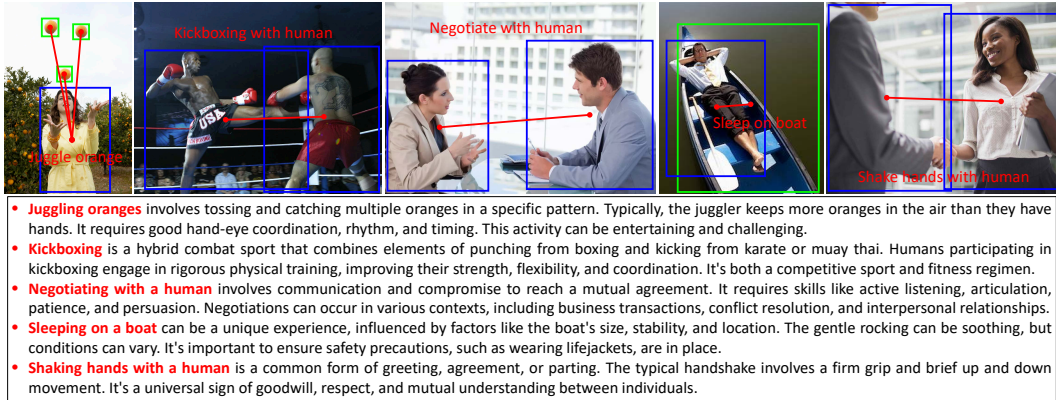 Kickboxing with human
Negotiate with human
Juggle orange
USA
Sleep on boat
Shake hands with human
• Juggling oranges involves tossing and catching multiple oranges in a specific pattern. Typically, the juggler keeps more oranges in the air than they have
hands. It requires good hand-eye coordination, rhythm, and timing. This activity can be entertaining and challenging.
• Kickboxing is a hybrid combat sport that combines elements of punching from boxing and kicking from karate or muay thai. Humans participating in
kickboxing engage in rigorous physical training, improving their strength, flexibility, and coordination. It's both a competitive sport and fitness regimen.
• Negotiating with a human involves communication and compromise to reach a mutual agreement. It requires skills like active listening, articulation,
patience, and persuasion. Negotiations can occur in various contexts, including business transactions, conflict resolution, and interpersonal relationships.
• Sleeping on a boat can be a unique experience, influenced by factors like the boat's size, stability, and location. The gentle rocking can be soothing, but
conditions can vary. It's important to ensure safety precautions, such as wearing lifejackets, are in place.
• Shaking hands with a human is a common form of greeting, agreement, or parting. The typical handshake involves a firm grip and brief up and down
movement. It's a universal sign of goodwill, respect, and mutual understanding between individuals.